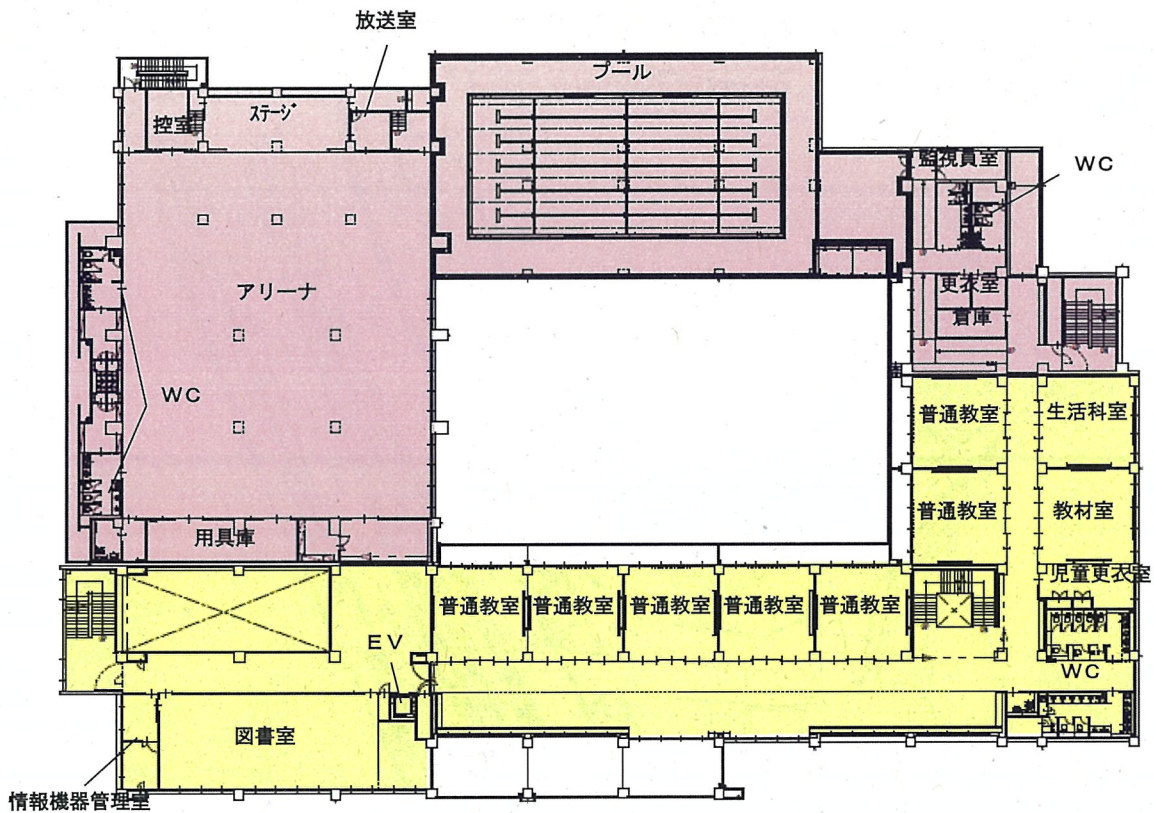 放送室
プール
ステージ
控室
監視員室
WC
アリーナ
更衣室
倉庫
WC
普通教室
生活科室
普通教室
教材室
用具庫
児童更衣室
普通教室
普通教室
普通教室
普通教室
普通教室
EV
WC
図書室
情報機器管理室